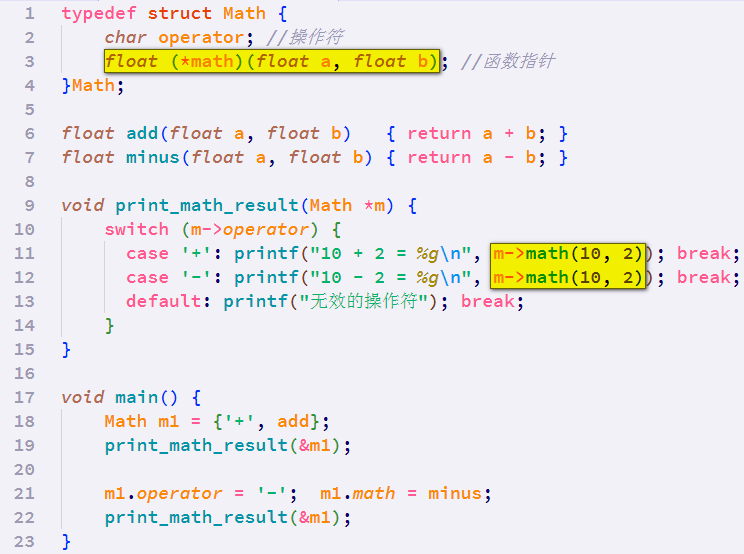 1 typedef struct Math {
2     char operator; //操作符
3     float (*math)(float a, float b); //函数指针
4 }Math;
5
6 float add(float a, float b)   { return a + b; }
7 float minus(float a, float b) { return a - b; }
8
9 void print_math_result(Math *m) {
10     switch (m->operator) {
11       case '+': printf("10 + 2 = %g\n", m->math(10, 2)); break;
12       case '-': printf("10 - 2 = %g\n", m->math(10, 2)); break;
13       default: printf("无效的操作符"); break;
14     }
15 }
16
17 void main() {
18     Math m1 = {'+', add};
19     print_math_result(&m1);
20
21     m1.operator = '-';  m1.math = minus;
22     print_math_result(&m1);
23 }